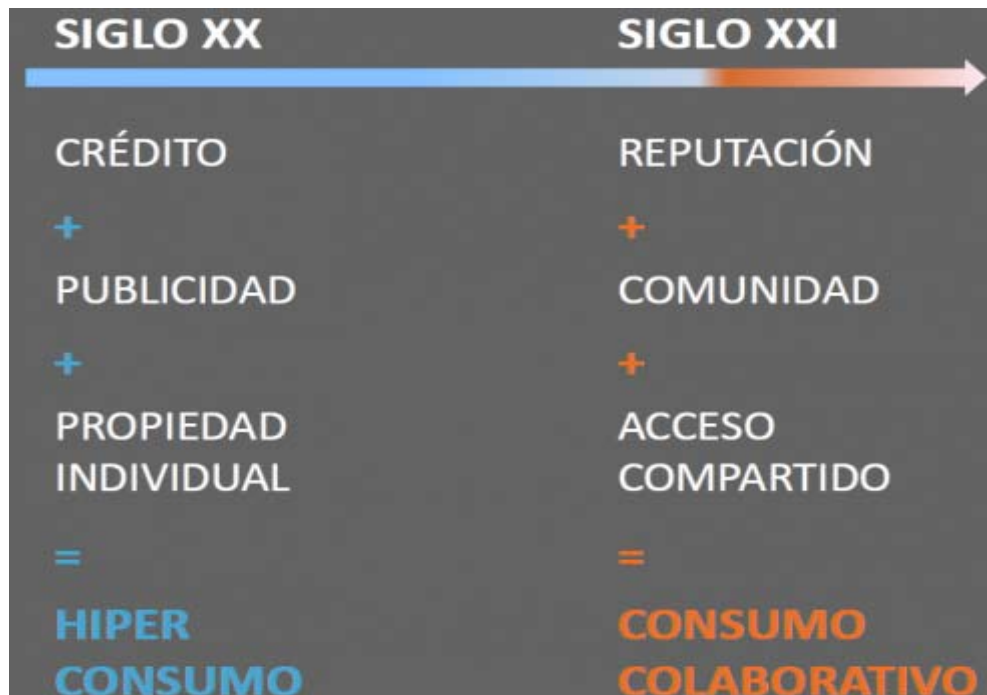 SIGLO XX
CRÉDITO
+
PUBLICIDAD
+
PROPIEDAD
INDIVIDUAL
=
HIPER
CONSUMO
SIGLO XXI
REPUTACIÓN
+
COMUNIDAD
+
ACCESO
COMPARTIDO
=
CONSUMO
COLABORATIVO